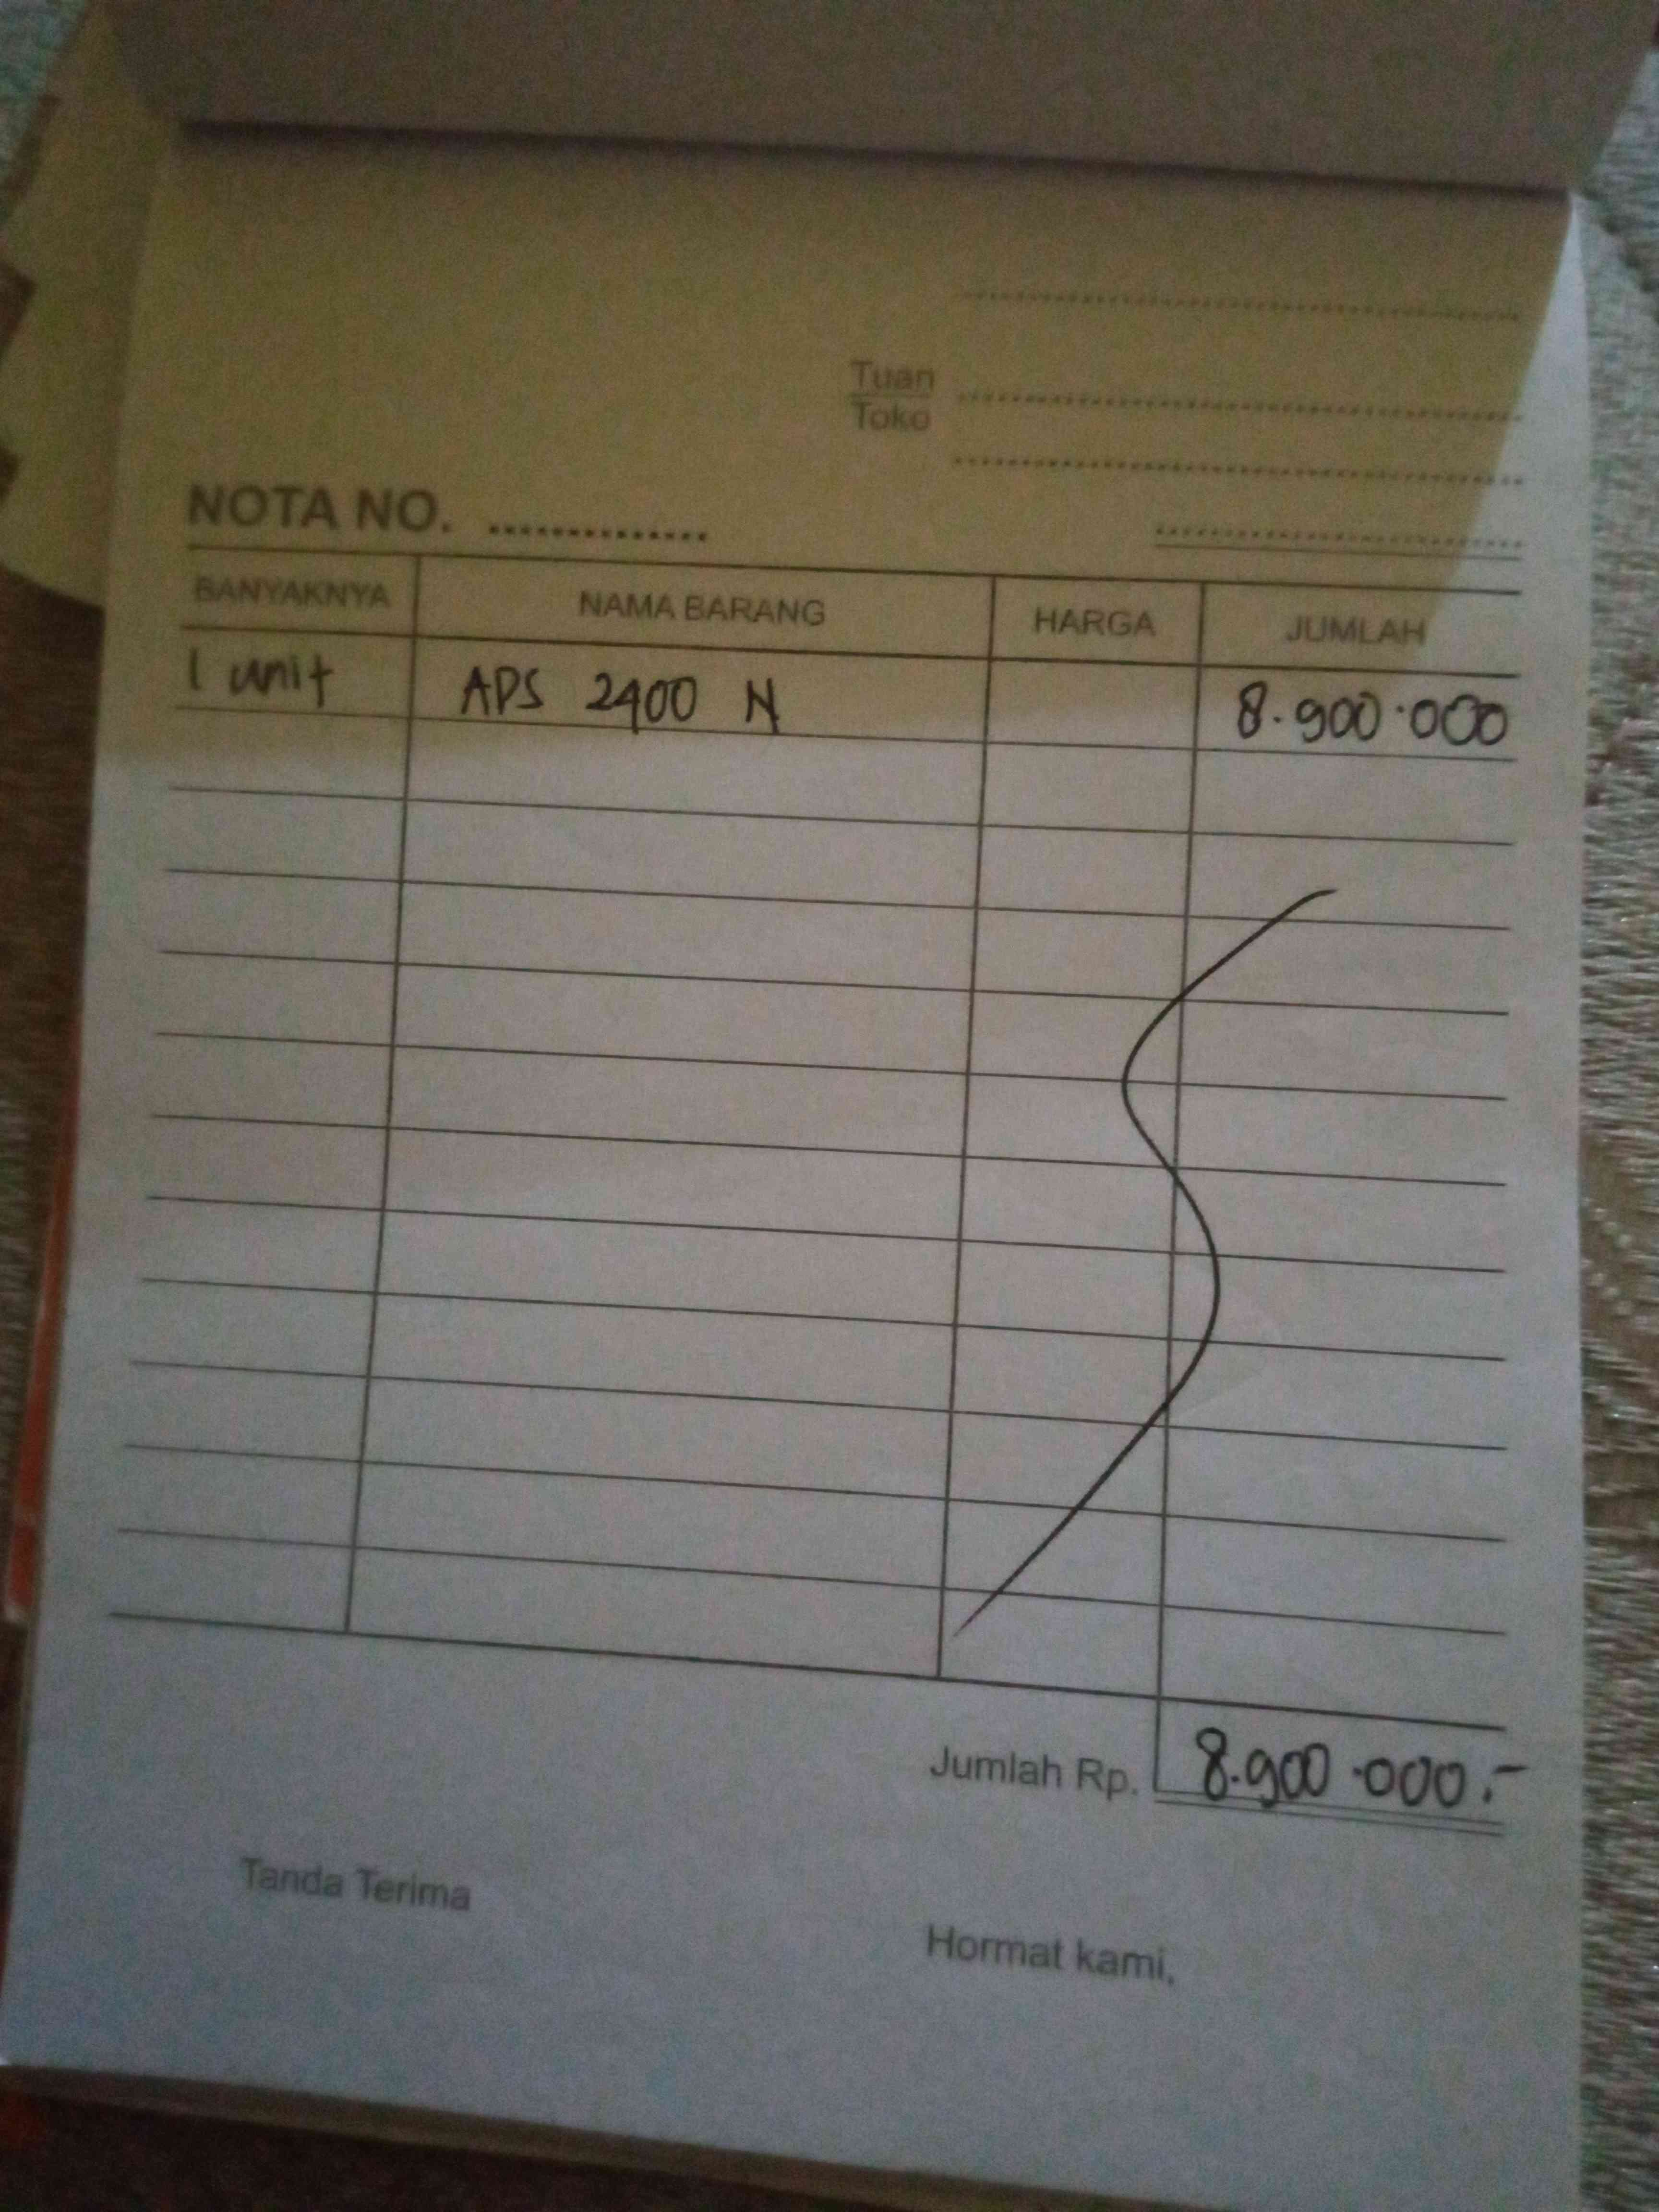 Tuan
Toko
NOTA NO. ..............
BANYAKNYA NAMA BARANG HARGA JUMLAH
1 unit APS 2400 N 8.900.000
Jumlah Rp. 8.900.000.-
Tanda Terima
Hormat kami,